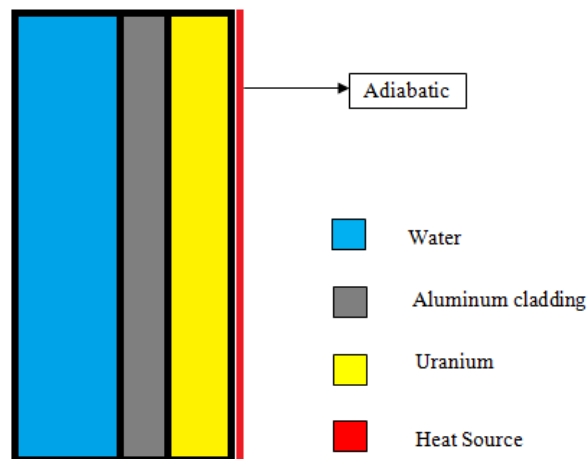 Adiabatic
Water
Aluminum cladding
Uranium
Heat Source